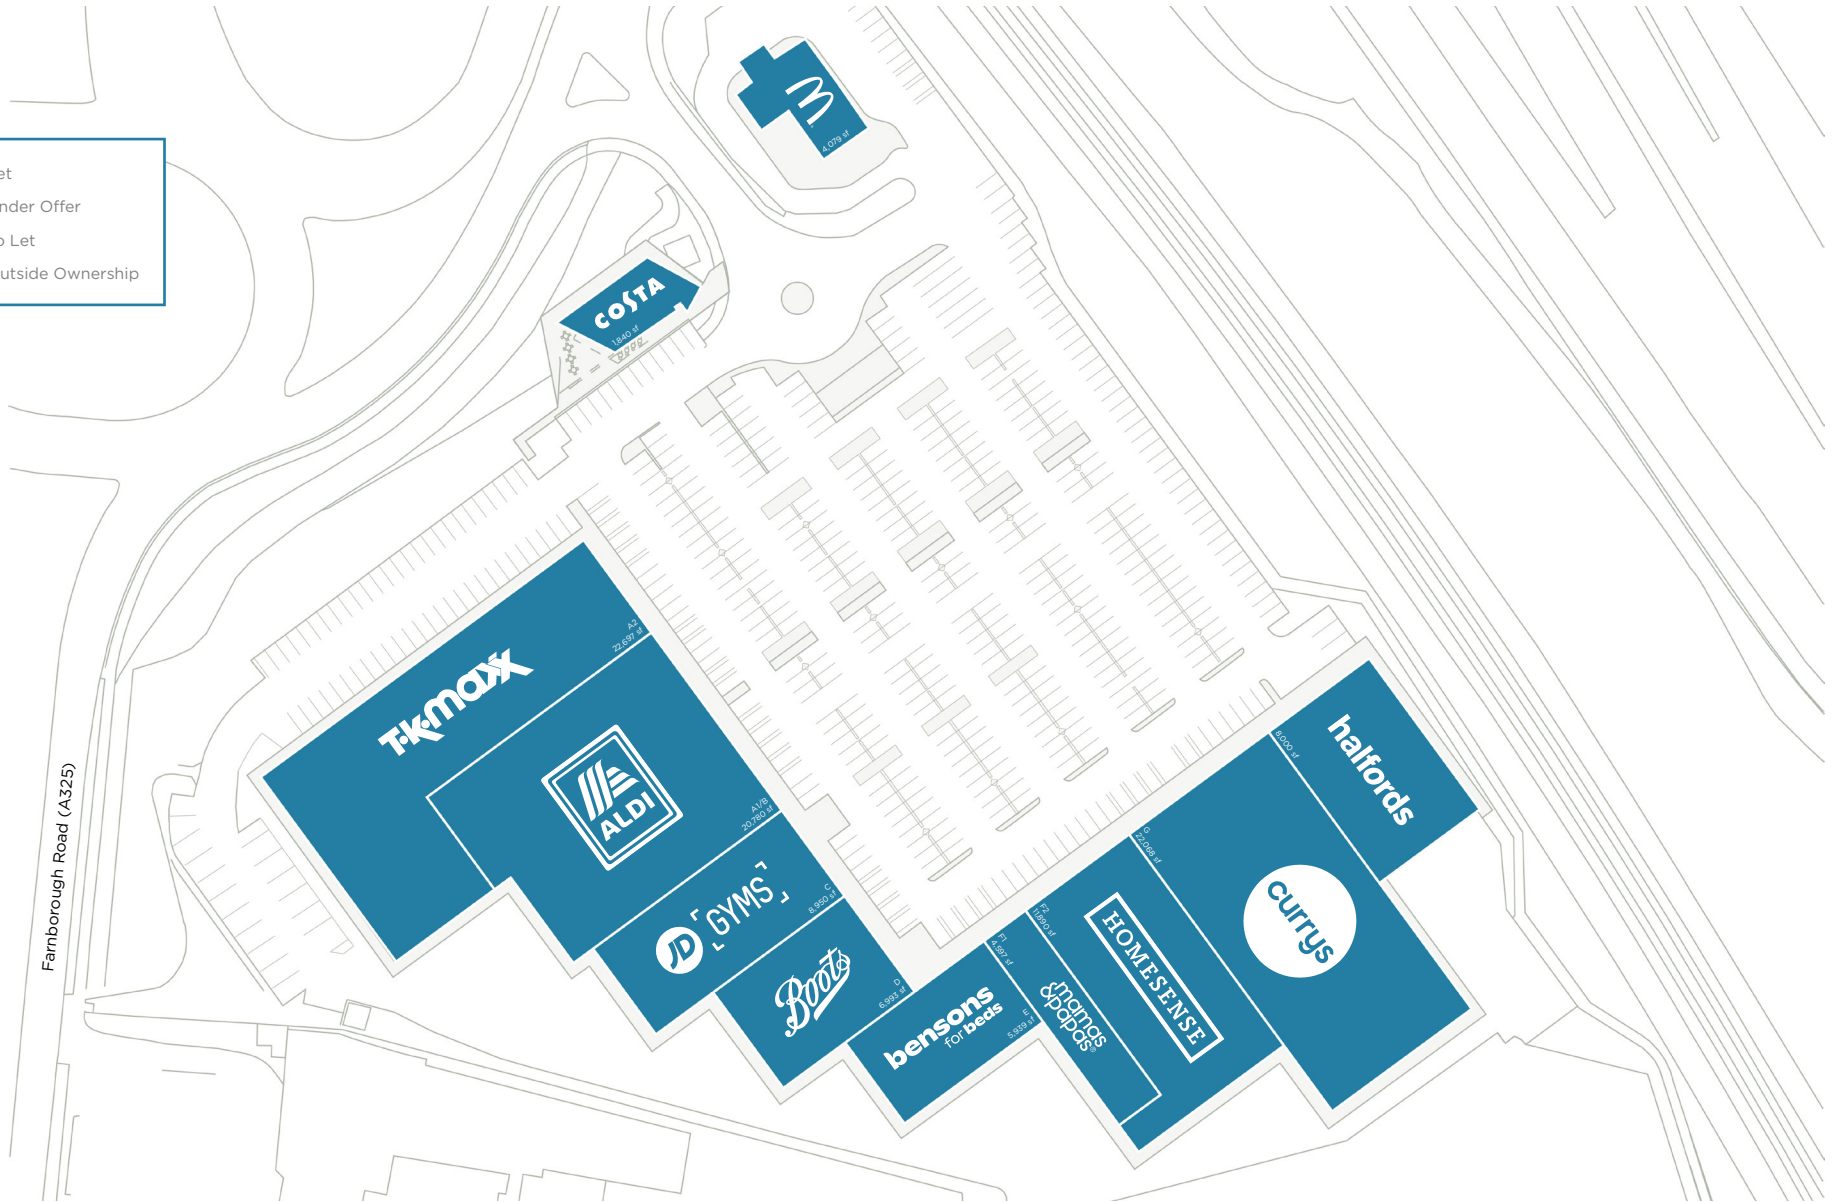 4,079 sf
et
nder Offer
o Let
utside Ownership
COSTA
1,840 sf
A2
22,697 sf
T·K·maxx
ALDI
A1/B
20,780 sf
JD GYMS
C
8,950 sf
Boots
D
6,993 sf
bensons
for beds
E
5,939 sf
F1
4,597 sf
mamas
&papas®
F2
11,890 sf
HOMESENSE
G
22,068 sf
currys
8,000 sf
halfords
Farnborough Road (A325)